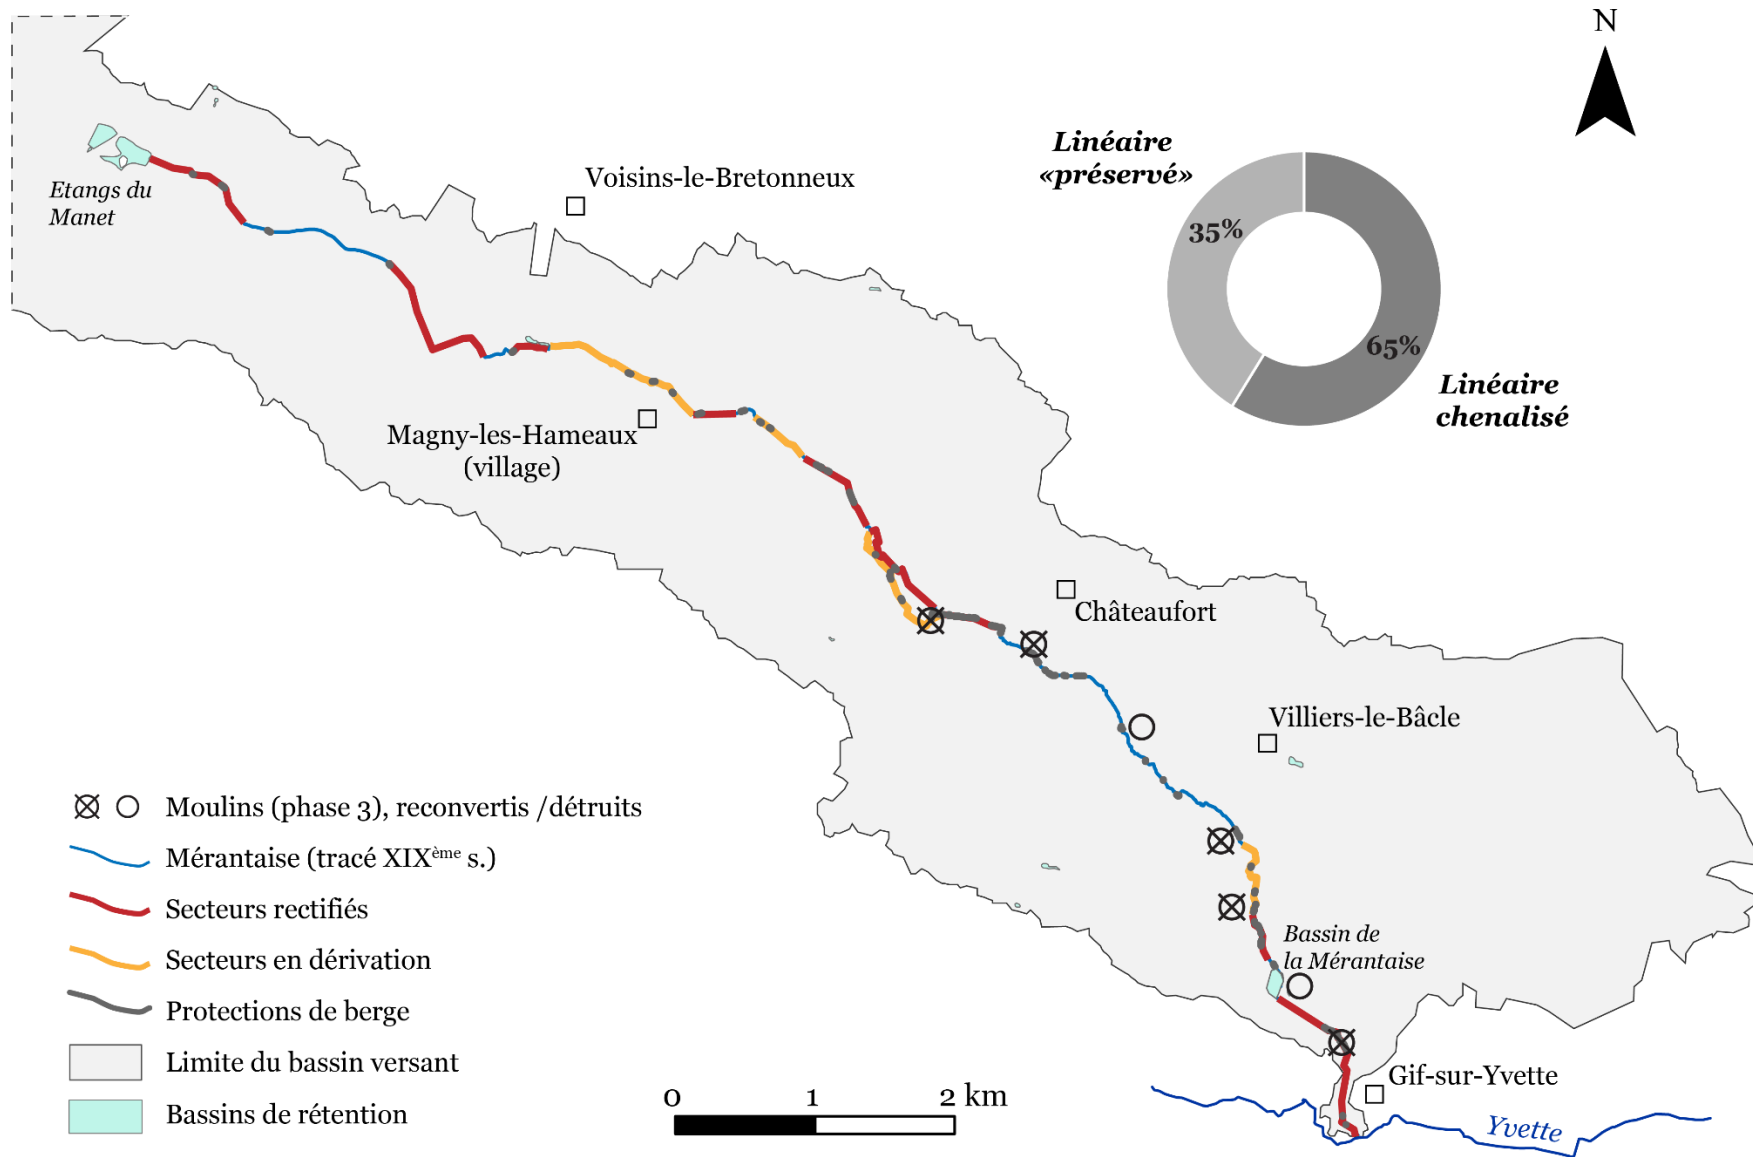 N
Linéaire
«préservé»
35%
65%
Linéaire
chenalisé
Voisins-le-Bretonneux
Etangs du
Manet
Magny-les-Hameaux
(village)
Châteaufort
Villiers-le-Bâcle
Bassin de
la Mérantaise
Gif-sur-Yvette
Yvette
Moulins (phase 3), reconvertis /détruits
Mérantaise (tracé XIXème s.)
Secteurs rectifiés
Secteurs en dérivation
Protections de berge
Limite du bassin versant
Bassins de rétention
0 1 2 km